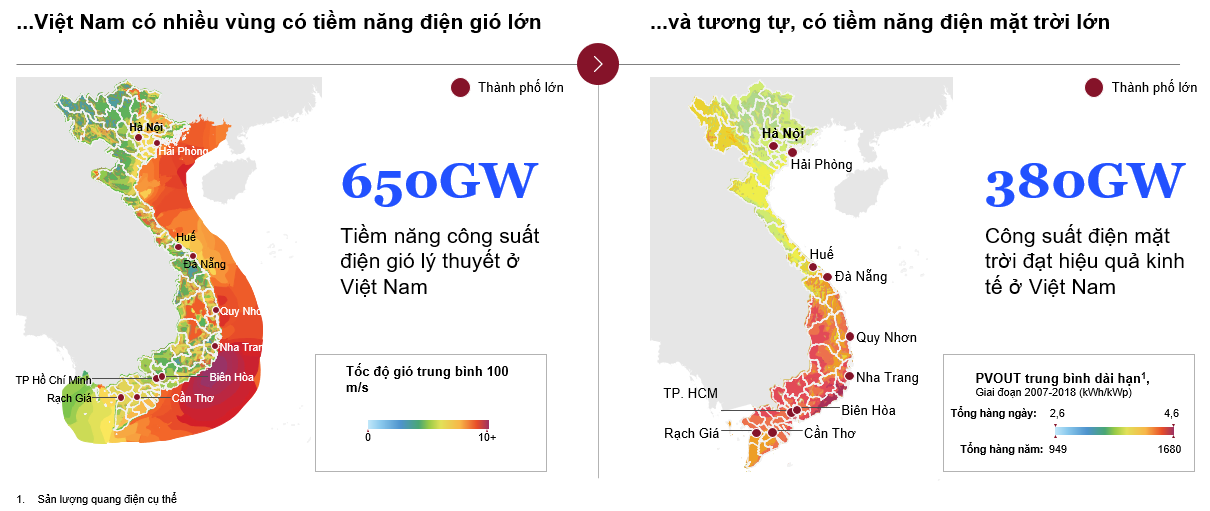 ...Việt Nam có nhiều vùng có tiềm năng điện gió lớn
Thành phố lớn
Hà Nội
Hải Phòng
Huế
Đà Nẵng
Quy Nhơ
Nha Tran
TP Hồ Chí Minh
Biên Hòa
Rạch Giá
Cần Thơ
650GW
Tiềm năng công suất
điện gió lý thuyết ở
Việt Nam
Tốc độ gió trung bình 100
m/s
0 10+
...và tương tự, có tiềm năng điện mặt trời lớn
Thành phố lớn
Hà Nội
Hải Phòng
Huế
Đà Nẵng
Quy Nhơn
Nha Trang
TP. HCM
Biên Hòa
Rạch Giá
Cần Thơ
380GW
Công suất điện mặt
trời đạt hiệu quả kinh
tế ở Việt Nam
PVOUT trung bình dài hạn¹,
Giai đoạn 2007-2018 (kWh/kWp)
Tổng hàng ngày: 2,6 4,6
Tổng hàng năm: 949 1680
1. Sản lượng quang điện cụ thể